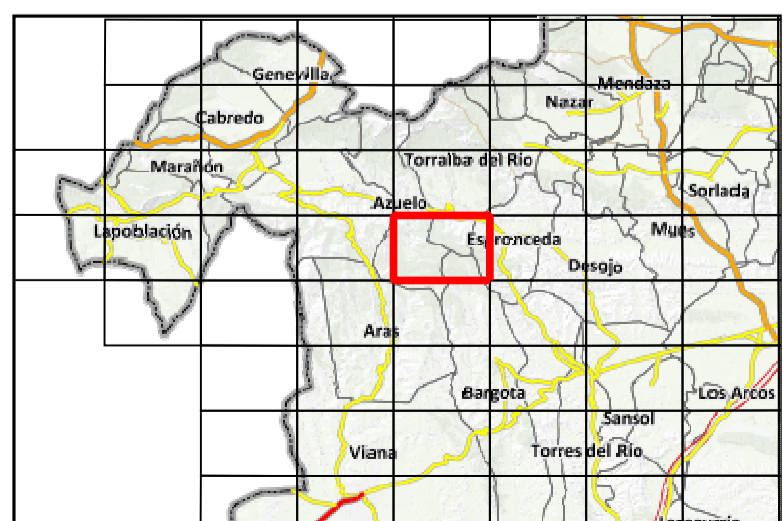 Genevilla
Mendaza
Nazar
Cabredo
Torralba del Río
Marañón
Sorlada
Azuelo
Lapoblación
Mues
Espronceda
Desojo
Aras
Bargota
Los Arcos
Sansol
Viana
Torres del Río